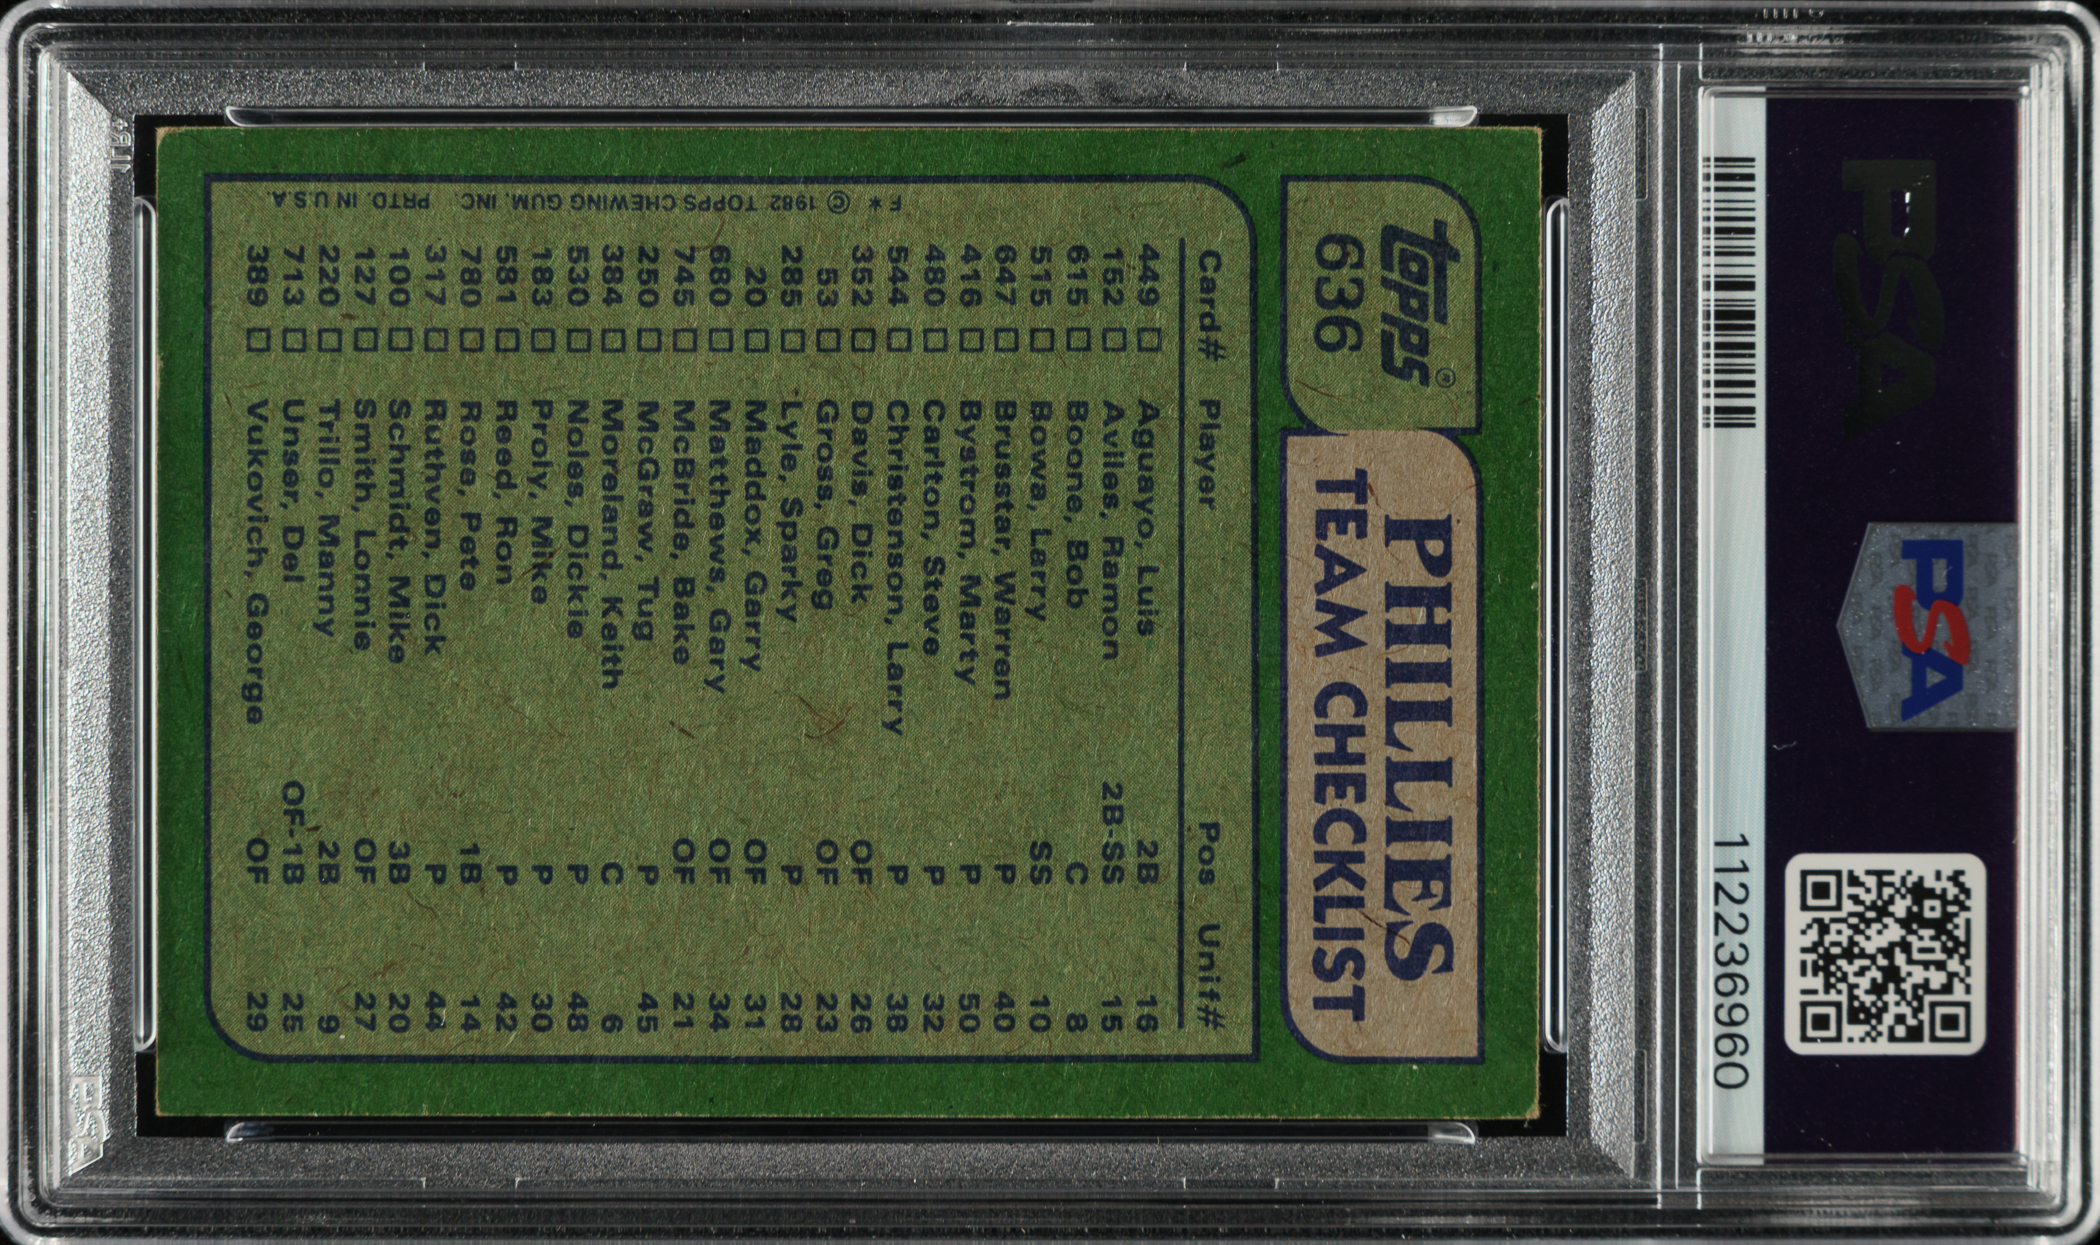 PSA
PSA
112236960
topps®
636
PHILLIES
TEAM CHECKLIST
Card# Player Pos Unif#
449 Aguayo, Luis 2B 16
152 Aviles, Ramon 2B-SS 15
615 Boone, Bob C 8
515 Bowa, Larry SS 10
647 Brusstar, Warren P 40
416 Bystrom, Marty P 50
480 Carlton, Steve P 32
544 Christenson, Larry P 38
352 Davis, Dick OF 26
53 Gross, Greg OF 23
285 Lyle, Sparky P 28
20 Maddox, Garry OF 31
680 Matthews, Gary OF 34
745 McBride, Bake OF 21
250 McGraw, Tug P 45
384 Moreland, Keith C 6
530 Noles, Dickie P 48
183 Proly, Mike P 30
581 Reed, Ron P 42
780 Rose, Pete 1B 14
317 Ruthven, Dick P 44
100 Schmidt, Mike 3B 20
127 Smith, Lonnie OF 27
220 Trillo, Manny 2B 9
713 Unser, Del OF-1B 25
389 Vukovich, George OF 29
F* © 1982 TOPPS CHEWING GUM, INC. PRTD. IN U.S.A.